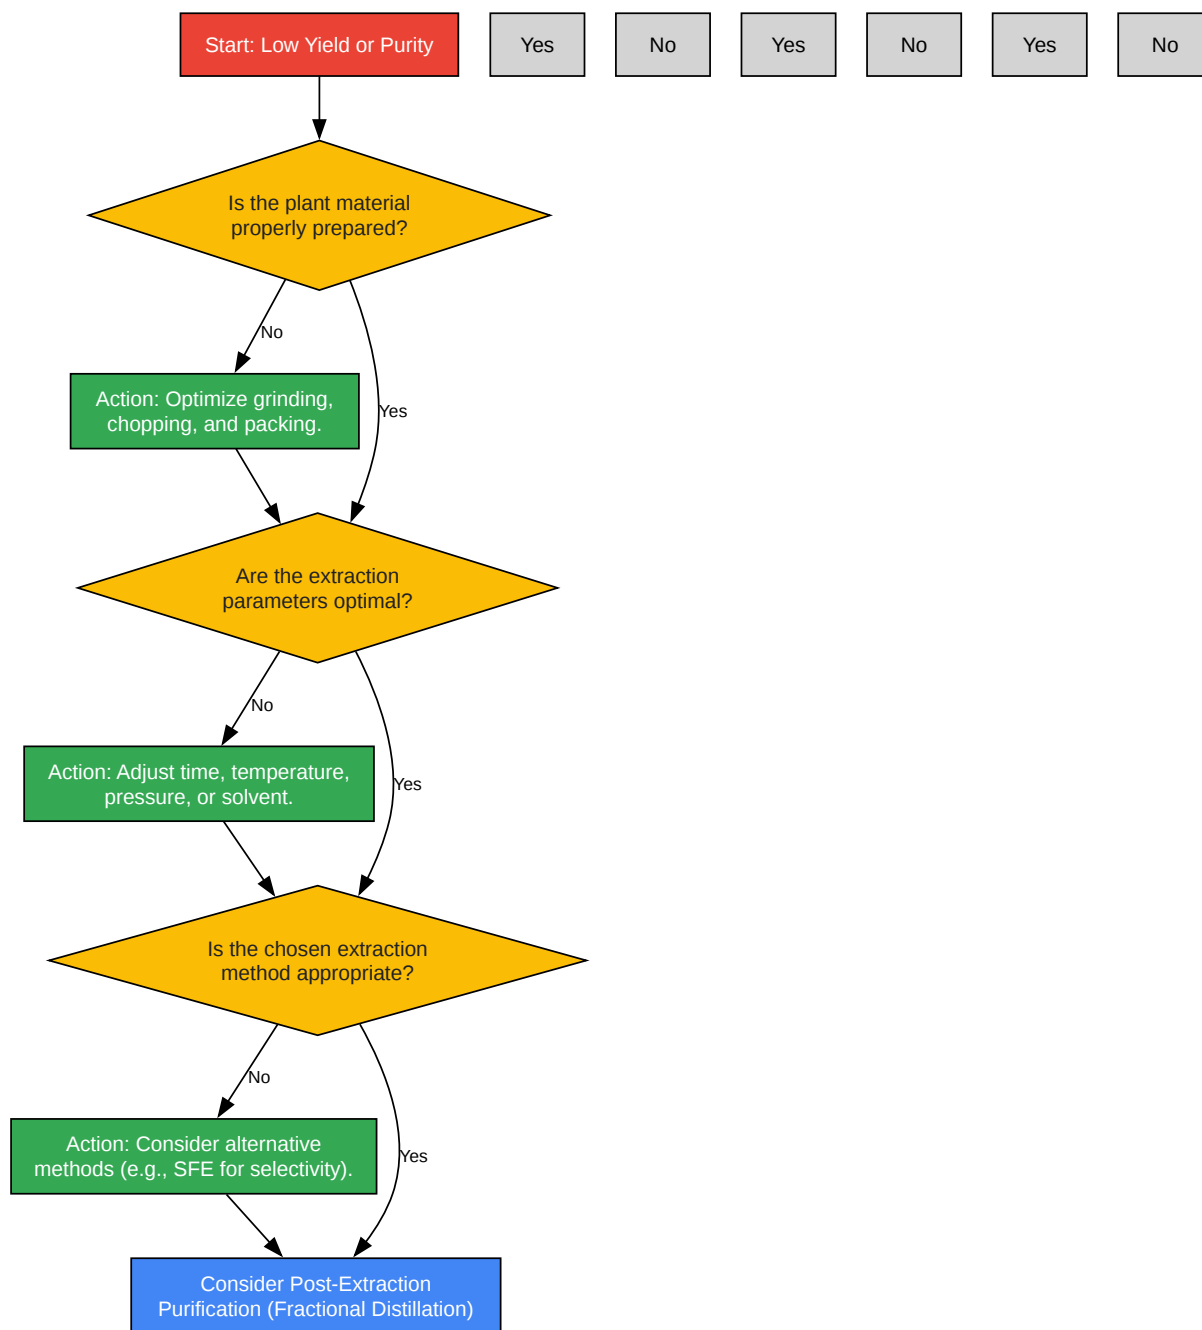 Start: Low Yield or Purity
Yes
No
Yes
No
Yes
No
Is the plant material
properly prepared?
No
Action: Optimize grinding,
chopping, and packing.
Yes
Are the extraction
parameters optimal?
No
Action: Adjust time, temperature,
pressure, or solvent.
Yes
Is the chosen extraction
method appropriate?
No
Action: Consider alternative
methods (e.g., SFE for selectivity).
Yes
Consider Post-Extraction
Purification (Fractional Distillation)